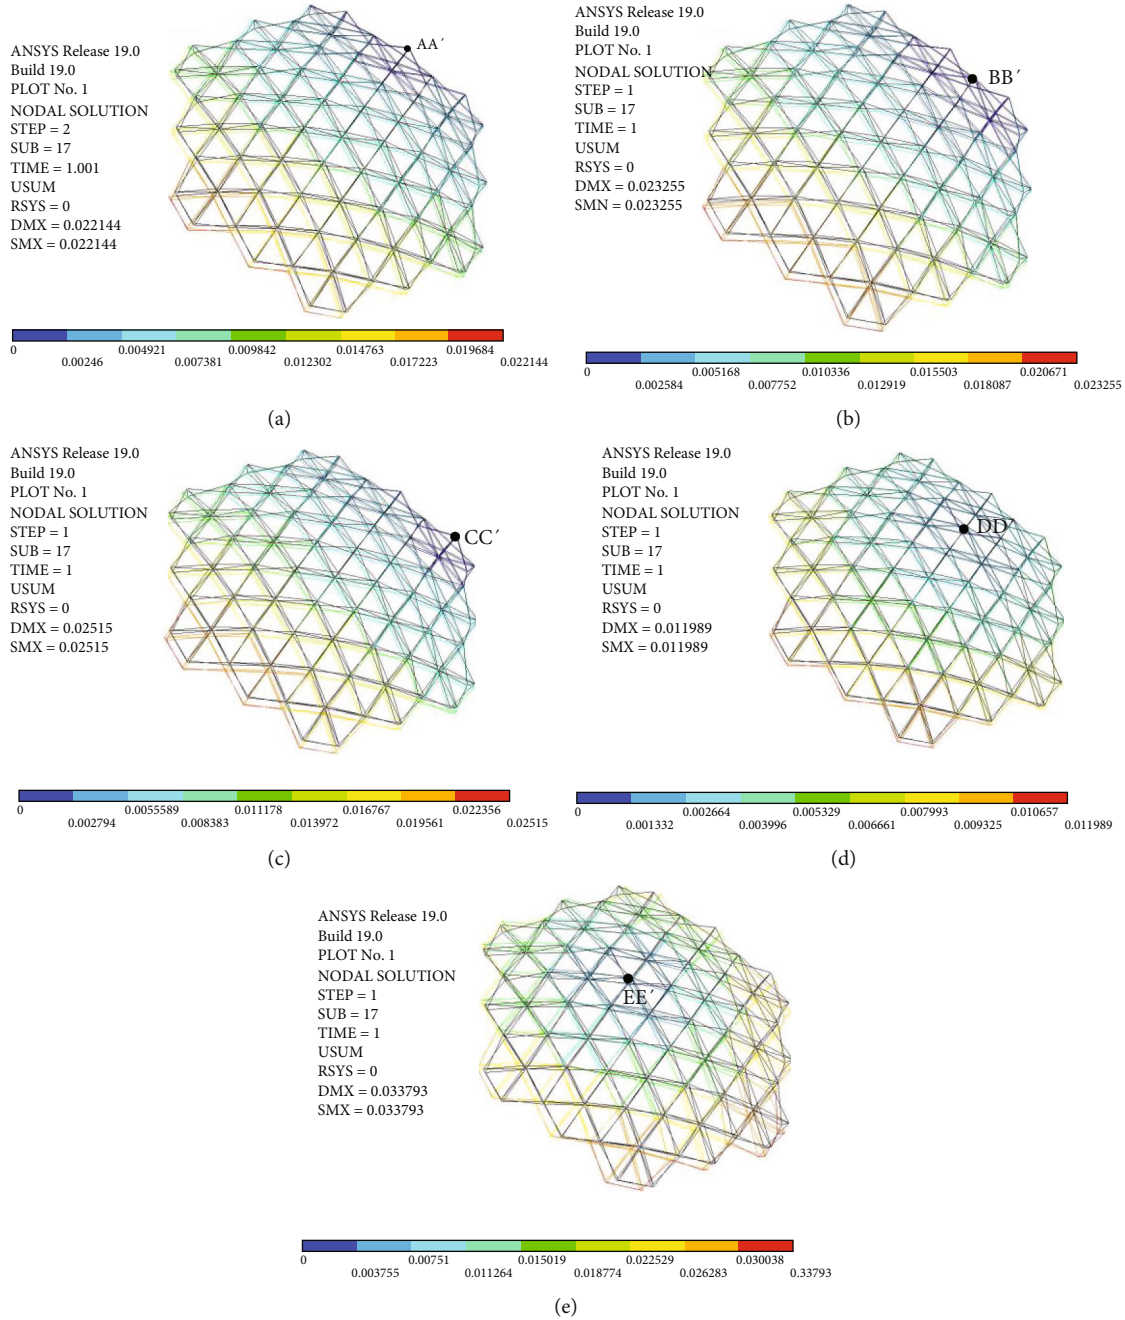 ANSYS Release 19.0
Build 19.0
PLOT No. 1
NODAL SOLUTION
STEP = 2
SUB = 17
TIME = 1.001
USUM
RSYS = 0
DMX = 0.022144
SMX = 0.022144
AA´
0 0.004921 0.009842 0.014763 0.019684
0.00246 0.007381 0.012302 0.017223 0.022144
(a)
ANSYS Release 19.0
Build 19.0
PLOT No. 1
NODAL SOLUTION
STEP = 1
SUB = 17
TIME = 1
USUM
RSYS = 0
DMX = 0.023255
SMN = 0.023255
BB´
0 0.005168 0.010336 0.015503 0.020671
0.002584 0.007752 0.012919 0.018087 0.023255
(b)
ANSYS Release 19.0
Build 19.0
PLOT No. 1
NODAL SOLUTION
STEP = 1
SUB = 17
TIME = 1
USUM
RSYS = 0
DMX = 0.02515
SMX = 0.02515
CC´
0 0.0055589 0.011178 0.016767 0.022356
0.002794 0.008383 0.013972 0.019561 0.02515
(c)
ANSYS Release 19.0
Build 19.0
PLOT No. 1
NODAL SOLUTION
STEP = 1
SUB = 17
TIME = 1
USUM
RSYS = 0
DMX = 0.011989
SMX = 0.011989
DD´
0 0.002664 0.005329 0.007993 0.010657
0.001332 0.003996 0.006661 0.009325 0.011989
(d)
ANSYS Release 19.0
Build 19.0
PLOT No. 1
NODAL SOLUTION
STEP = 1
SUB = 17
TIME = 1
USUM
RSYS = 0
DMX = 0.033793
SMX = 0.033793
EE´
0 0.00751 0.015019 0.022529 0.030038
0.003755 0.011264 0.018774 0.026283 0.33793
(e)